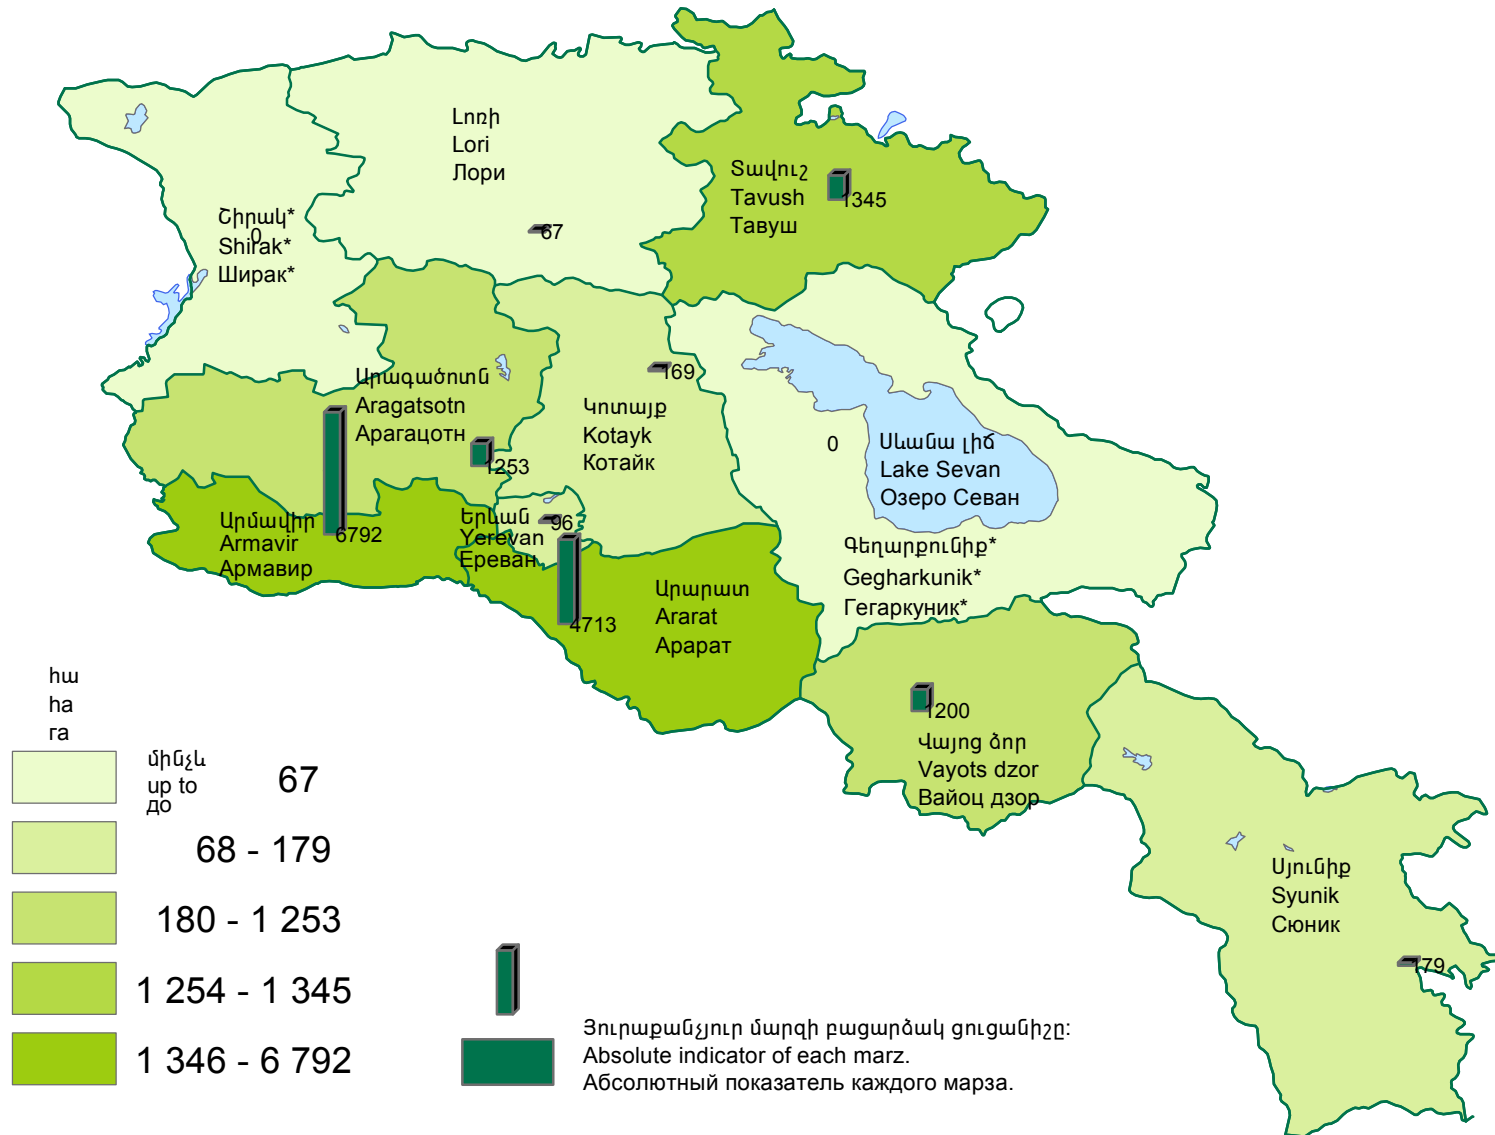 Լոռի
Lori
Лори
67
Տավուշ
Tavush
Тавуш
1345
Շիրակ*
0
Shirak*
Ширак*
Արագածոտն
Aragatsotn
Арагацотн
1253
169
Կոտայք
Kotayk
Котайк
0
Սևանա լիճ
Lake Sevan
Озеро Севан
Արմավիր
Armavir
Армавир
6792
Երևան
Yerevan
Ереван
96
Գեղարքունիք*
Gegharkunik*
Гегаркуник*
Արարատ
Ararat
Арарат
4713
1200
Վայոց ձոր
Vayots dzor
Вайоц дзор
Սյունիք
Syunik
Сюник
179
հա
ha
га
մինչև
up to
до
67
68 - 179
180 - 1 253
1 254 - 1 345
1 346 - 6 792
Յուրաքանչյուր մարզի բացարձակ ցուցանիշը:
Absolute indicator of each marz.
Абсолютный показатель каждого марза.